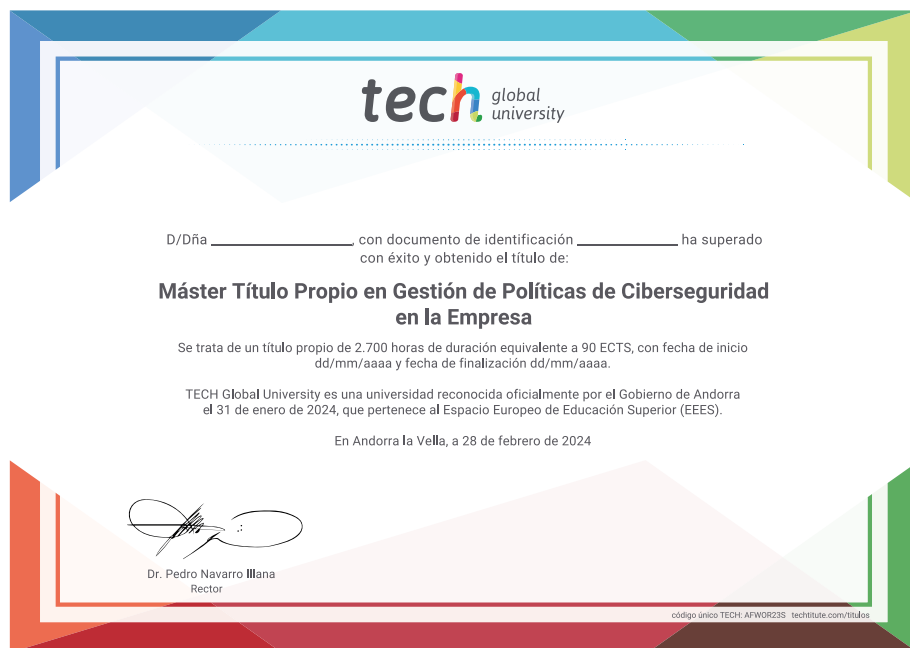 tech global
university
D/Dña ______________, con documento de identificación __________ ha superado
con éxito y obtenido el título de:
Máster Título Propio en Gestión de Políticas de Ciberseguridad
en la Empresa
Se trata de un título propio de 2.700 horas de duración equivalente a 90 ECTS, con fecha de inicio
dd/mm/aaaa y fecha de finalización dd/mm/aaaa.
TECH Global University es una universidad reconocida oficialmente por el Gobierno de Andorra
el 31 de enero de 2024, que pertenece al Espacio Europeo de Educación Superior (EEES).
En Andorra la Vella, a 28 de febrero de 2024
Dr. Pedro Navarro Illana
Rector
código único TECH: AFWOR23S techtitute.com/titulos